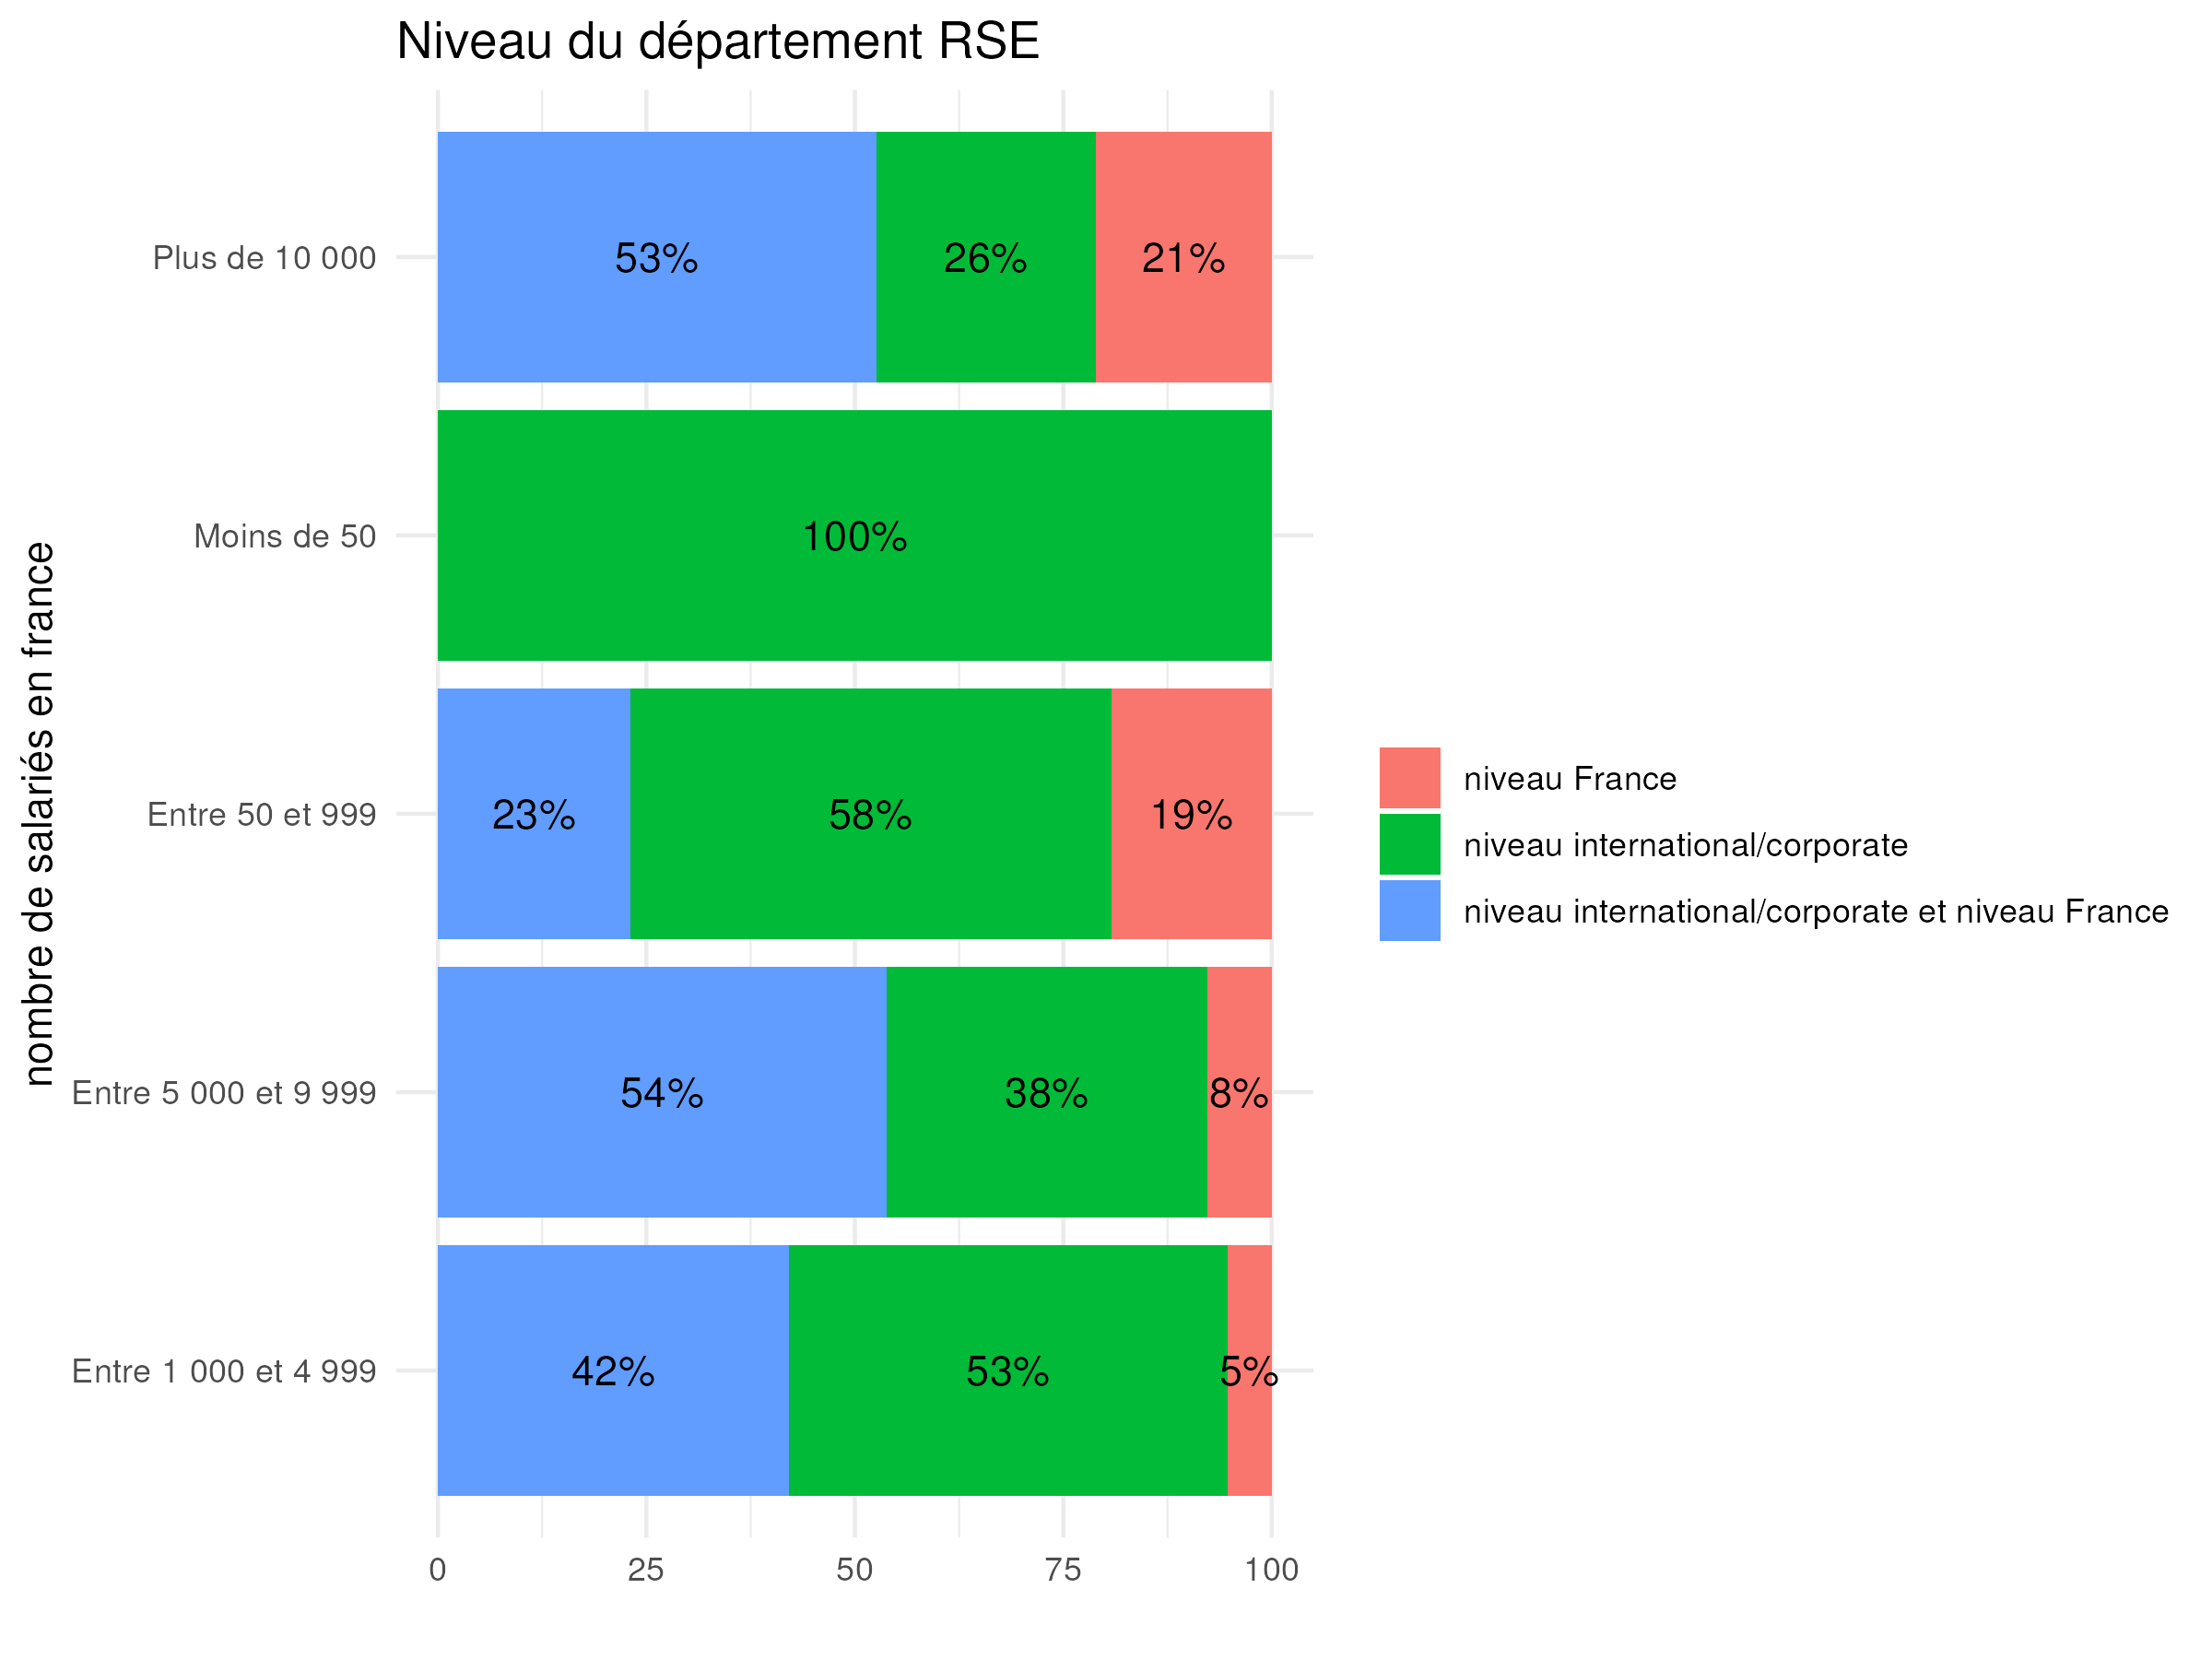 Niveau du département RSE
nombre de salariés en france
Plus de 10 000
53% 26% 21%
Moins de 50
100%
Entre 50 et 999
23% 58% 19%
Entre 5 000 et 9 999
54% 38% 8%
Entre 1 000 et 4 999
42% 53% 5%
0 25 50 75 100
niveau France
niveau international/corporate
niveau international/corporate et niveau France